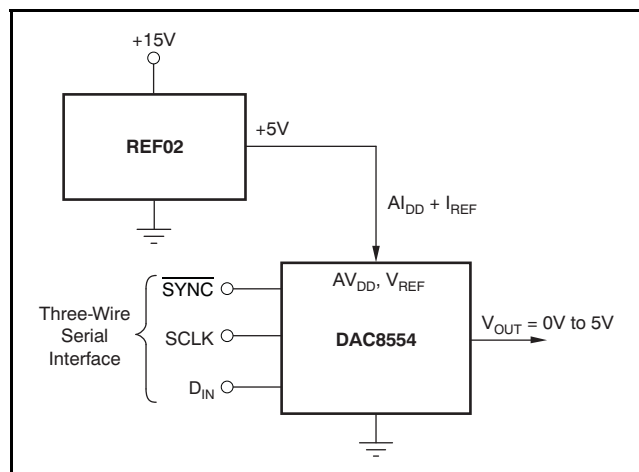 +15V
REF02
+5V
AI_DD + I_REF
Three-Wire
Serial
Interface
SYNC
SCLK
D_IN
AV_DD, V_REF
DAC8554
V_OUT = 0V to 5V